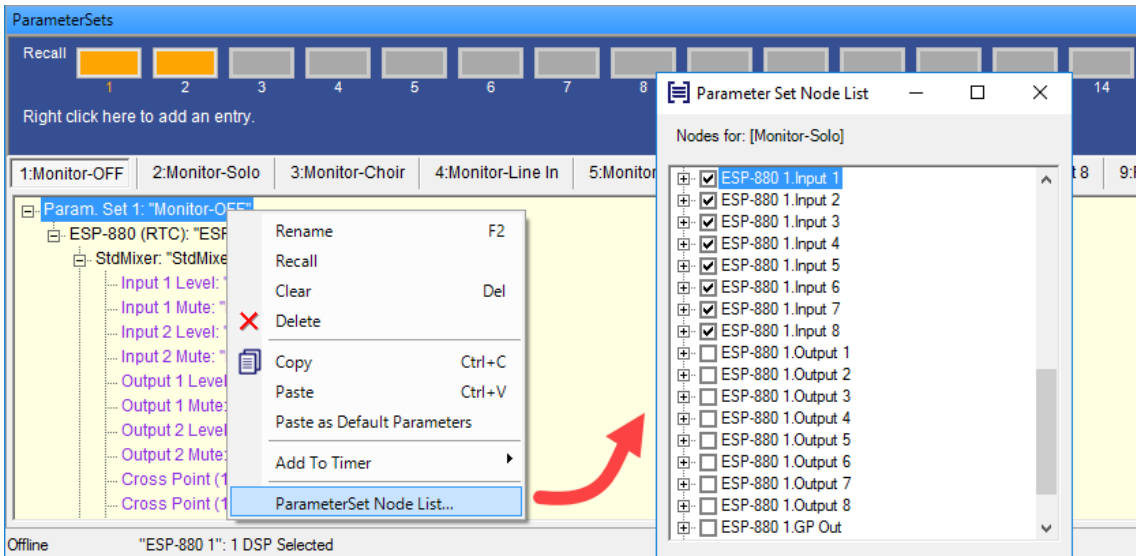 ParameterSets
Recall
1 2 3 4 5 6 7 8 14
Right click here to add an entry.
1:Monitor-OFF 2:Monitor-Solo 3:Monitor-Choir 4:Monitor-Line In 5:Monitor t 8 9:
Param. Set 1: "Monitor-OFF"
ESP-880 (RTC): "ESP
StdMixer: "StdMixe
Input 1 Level: "
Input 1 Mute: "
Input 2 Level: "
Input 2 Mute: "
Output 1 Level
Output 1 Mute:
Output 2 Level
Output 2 Mute:
Cross Point (1
Cross Point (1
Rename F2
Recall
Clear Del
Delete
Copy Ctrl+C
Paste Ctrl+V
Paste as Default Parameters
Add To Timer
ParameterSet Node List...
Parameter Set Node List
Nodes for: [Monitor-Solo]
ESP-880 1.Input 1
ESP-880 1.Input 2
ESP-880 1.Input 3
ESP-880 1.Input 4
ESP-880 1.Input 5
ESP-880 1.Input 6
ESP-880 1.Input 7
ESP-880 1.Input 8
ESP-880 1.Output 1
ESP-880 1.Output 2
ESP-880 1.Output 3
ESP-880 1.Output 4
ESP-880 1.Output 5
ESP-880 1.Output 6
ESP-880 1.Output 7
ESP-880 1.Output 8
ESP-880 1.GP Out
Offline "ESP-880 1": 1 DSP Selected